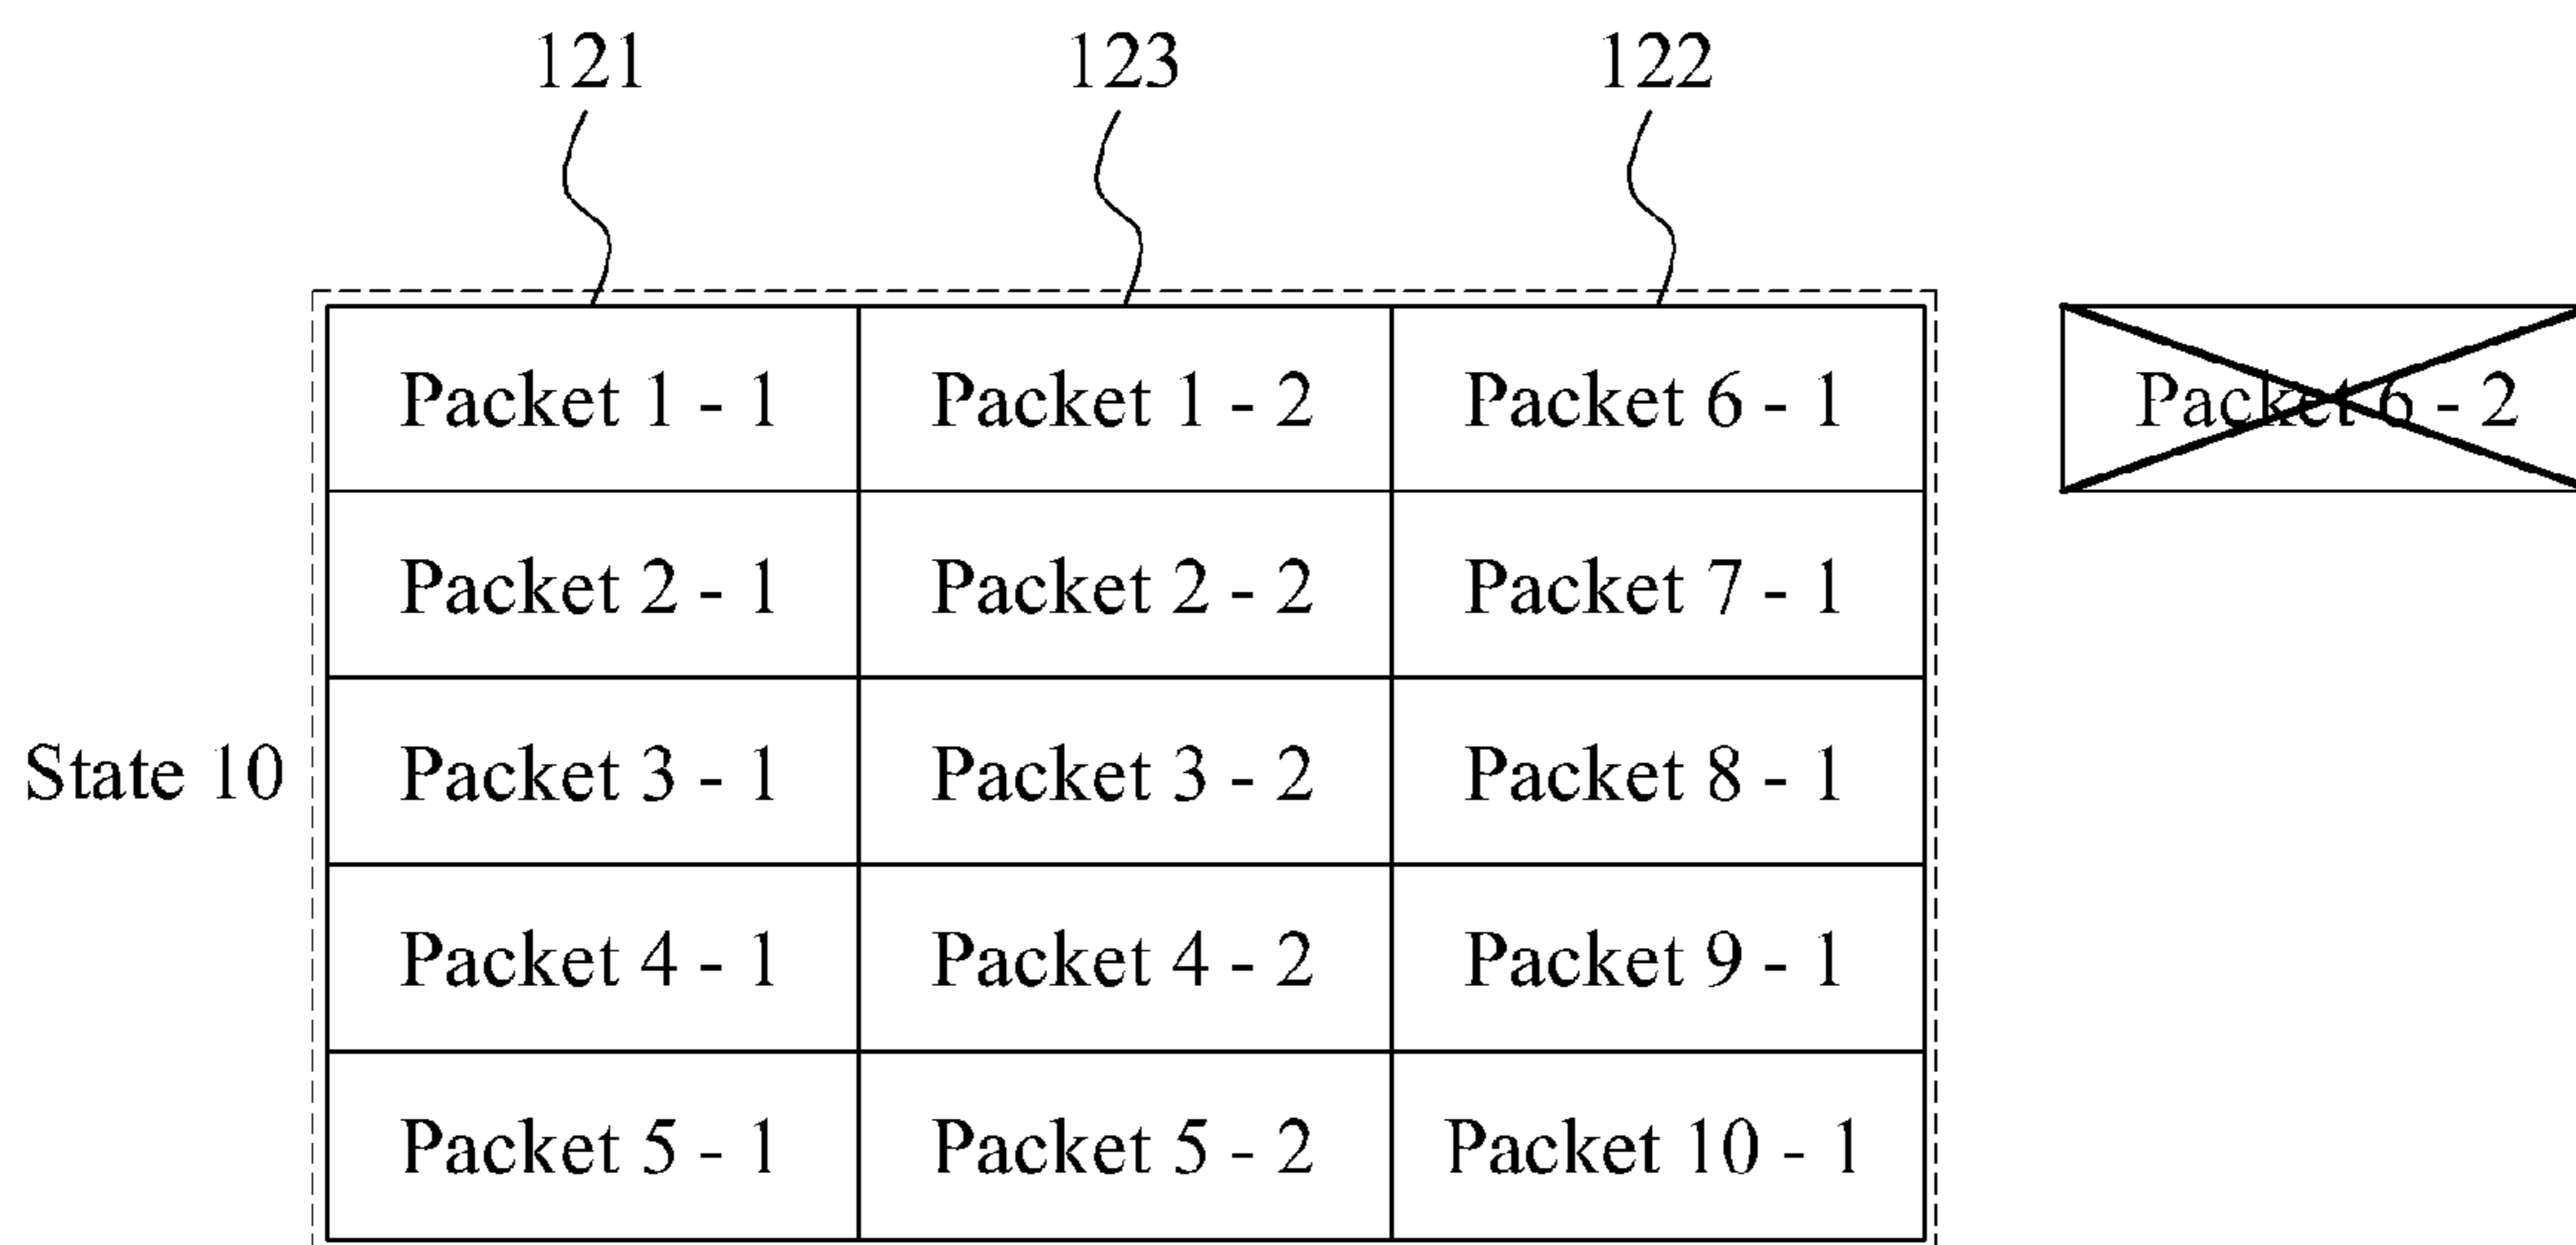 121 123 122
Packet 1 - 1 Packet 1 - 2 Packet 6 - 1 Packet 6 - 2
Packet 2 - 1 Packet 2 - 2 Packet 7 - 1
State 10 Packet 3 - 1 Packet 3 - 2 Packet 8 - 1
Packet 4 - 1 Packet 4 - 2 Packet 9 - 1
Packet 5 - 1 Packet 5 - 2 Packet 10 - 1